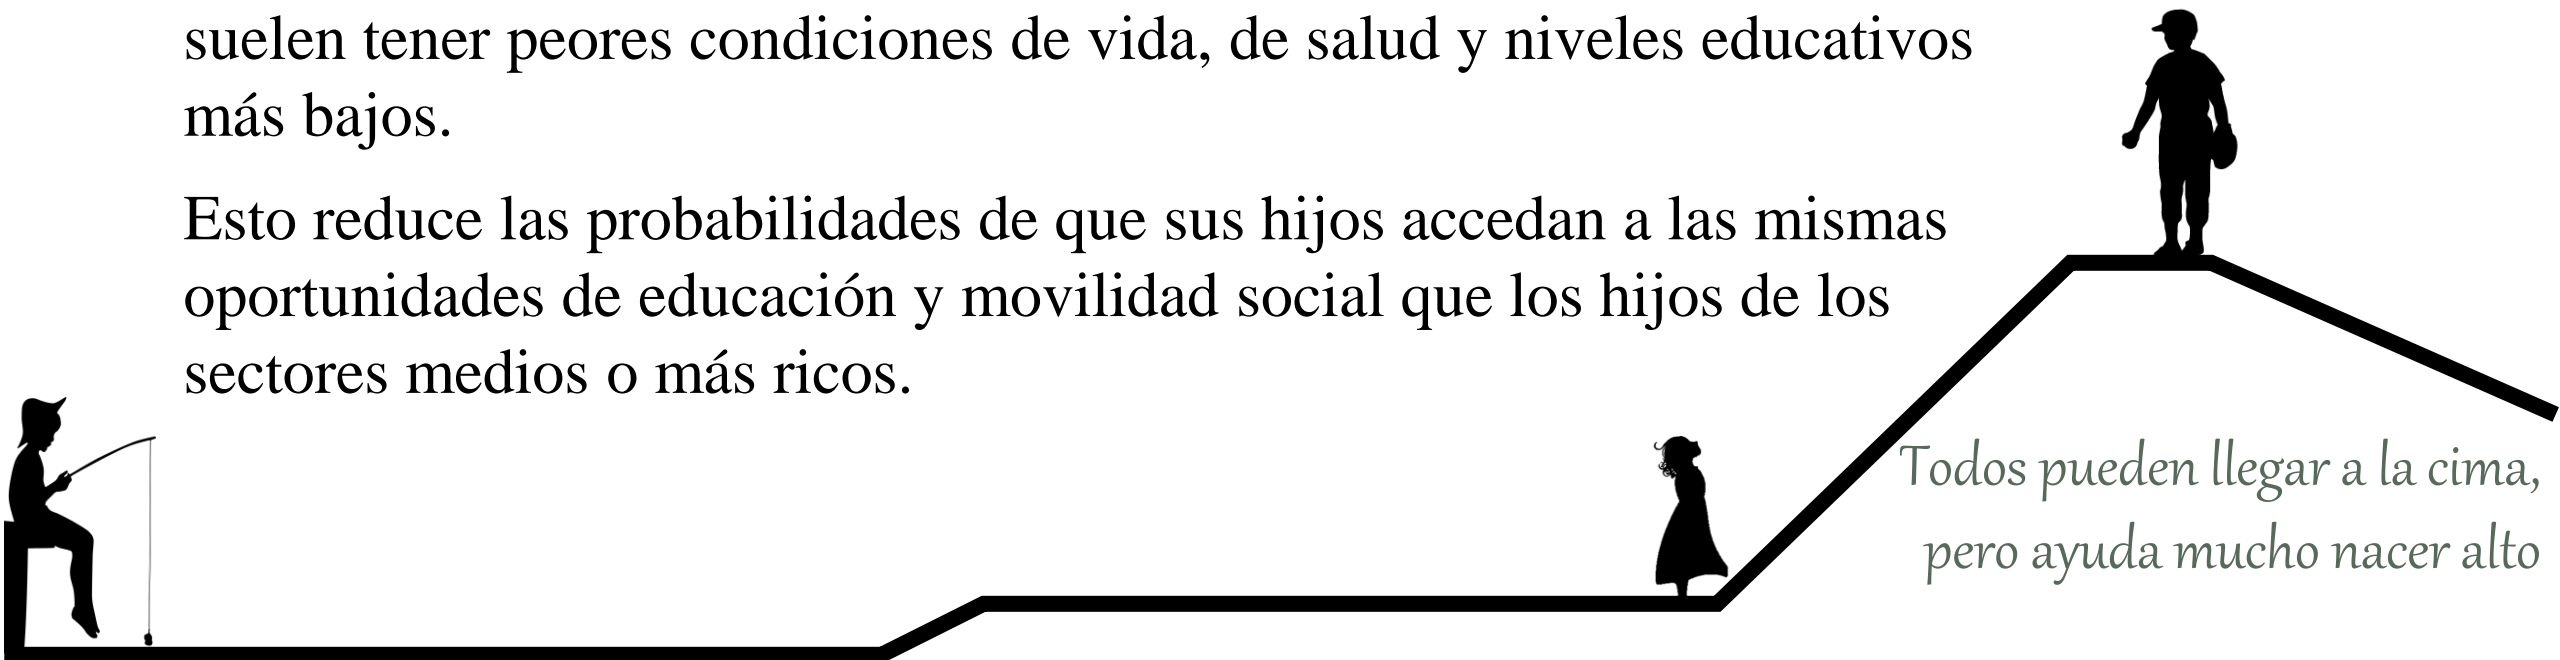 suelen tener peores condiciones de vida, de salud y niveles educativos
más bajos.
Esto reduce las probabilidades de que sus hijos accedan a las mismas
oportunidades de educación y movilidad social que los hijos de los
sectores medios o más ricos.
Todos pueden llegar a la cima,
pero ayuda mucho nacer alto